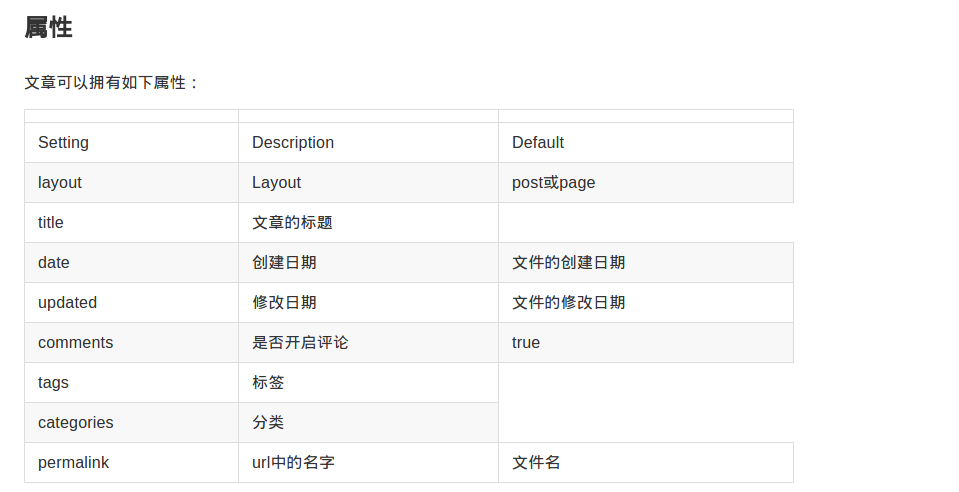 属性
文章可以拥有如下属性：
Setting Description Default
layout Layout post或page
title 文章的标题
date 创建日期 文件的创建日期
updated 修改日期 文件的修改日期
comments 是否开启评论 true
tags 标签
categories 分类
permalink url中的名字 文件名